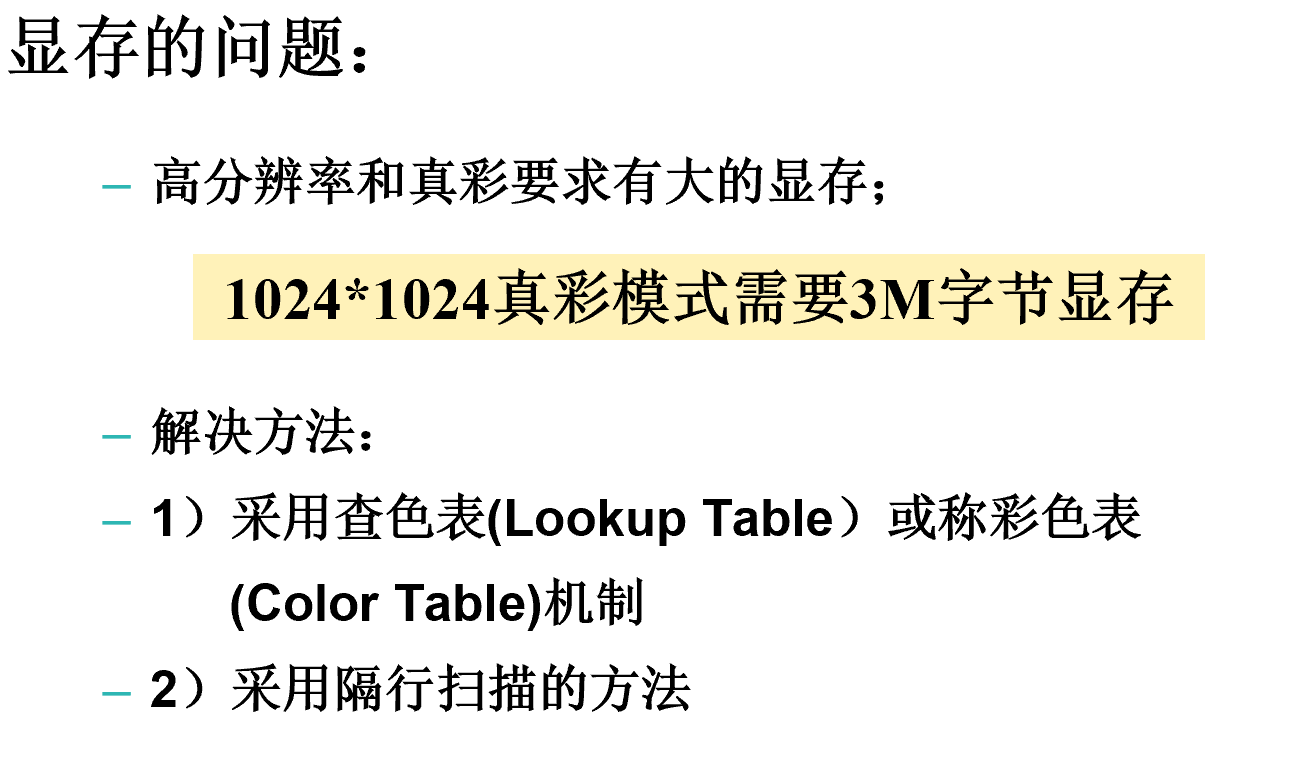 显存的问题：
– 高分辨率和真彩要求有大的显存；
1024*1024真彩模式需要3M字节显存
– 解决方法：
– 1）采用查色表(Lookup Table）或称彩色表
(Color Table)机制
– 2）采用隔行扫描的方法